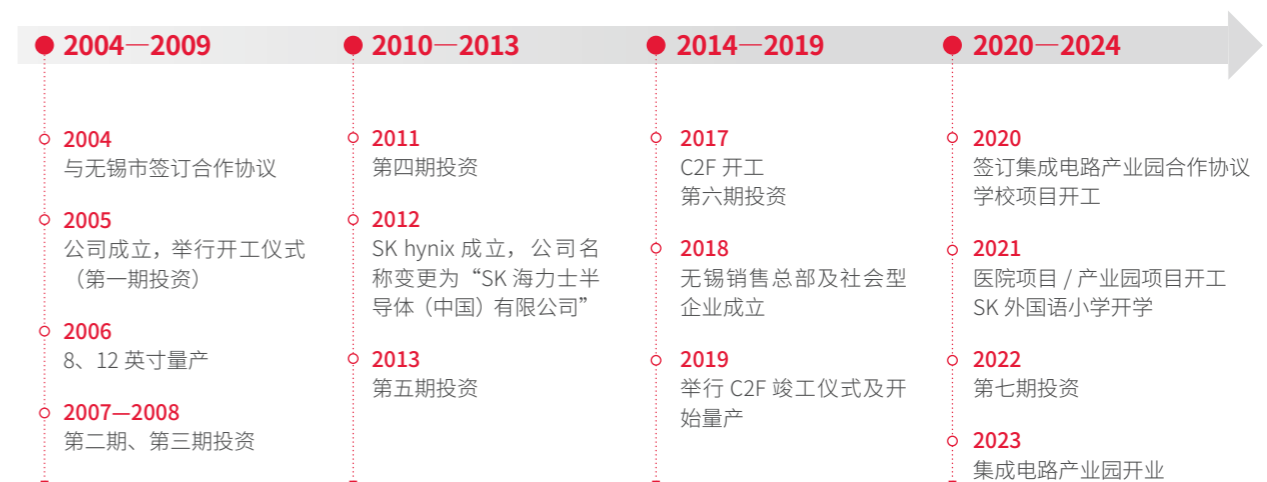 2004—2009
2004
与无锡市签订合作协议
2005
公司成立，举行开工仪式
（第一期投资）
2006
8、12 英寸量产
2007—2008
第二期、第三期投资
2010—2013
2011
第四期投资
2012
SK hynix 成立，公司名
称变更为“SK 海力士半
导体（中国）有限公司”
2013
第五期投资
2014—2019
2017
C2F 开工
第六期投资
2018
无锡销售总部及社会型
企业成立
2019
举行 C2F 竣工仪式及开
始量产
2020—2024
2020
签订集成电路产业园合作协议
学校项目开工
2021
医院项目 / 产业园项目开工
SK 外国语小学开学
2022
第七期投资
2023
集成电路产业园开业